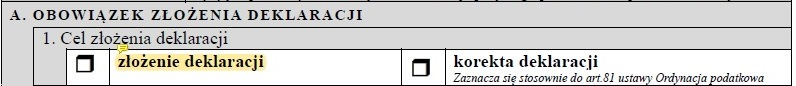 A. OBOWIĄZEK ZŁOŻENIA DEKLARACJI
1. Cel złożenia deklaracji
złożenie deklaracji korekta deklaracji
Zaznacza się stosownie do art.81 ustawy Ordynacja podatkowa